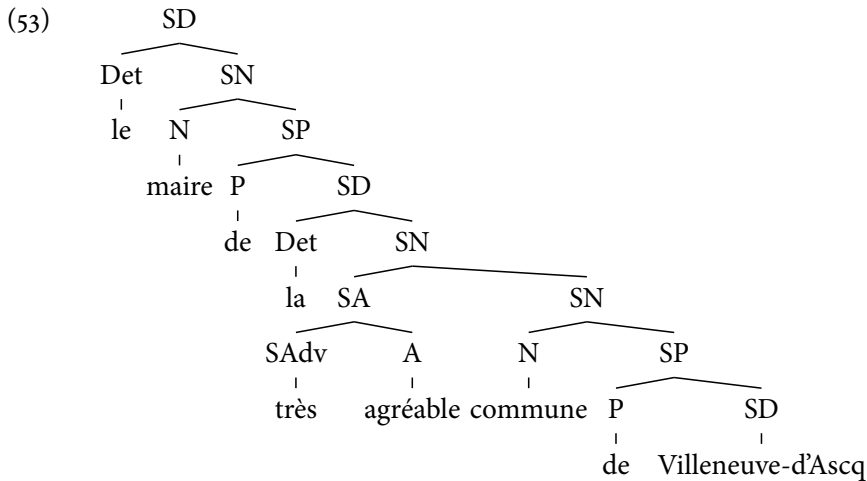 (53) SD
Det SN
le N SP
maire P SD
de Det SN
la SA SN
SAdv A N SP
très agréable commune P SD
de Villeneuve-d'Ascq